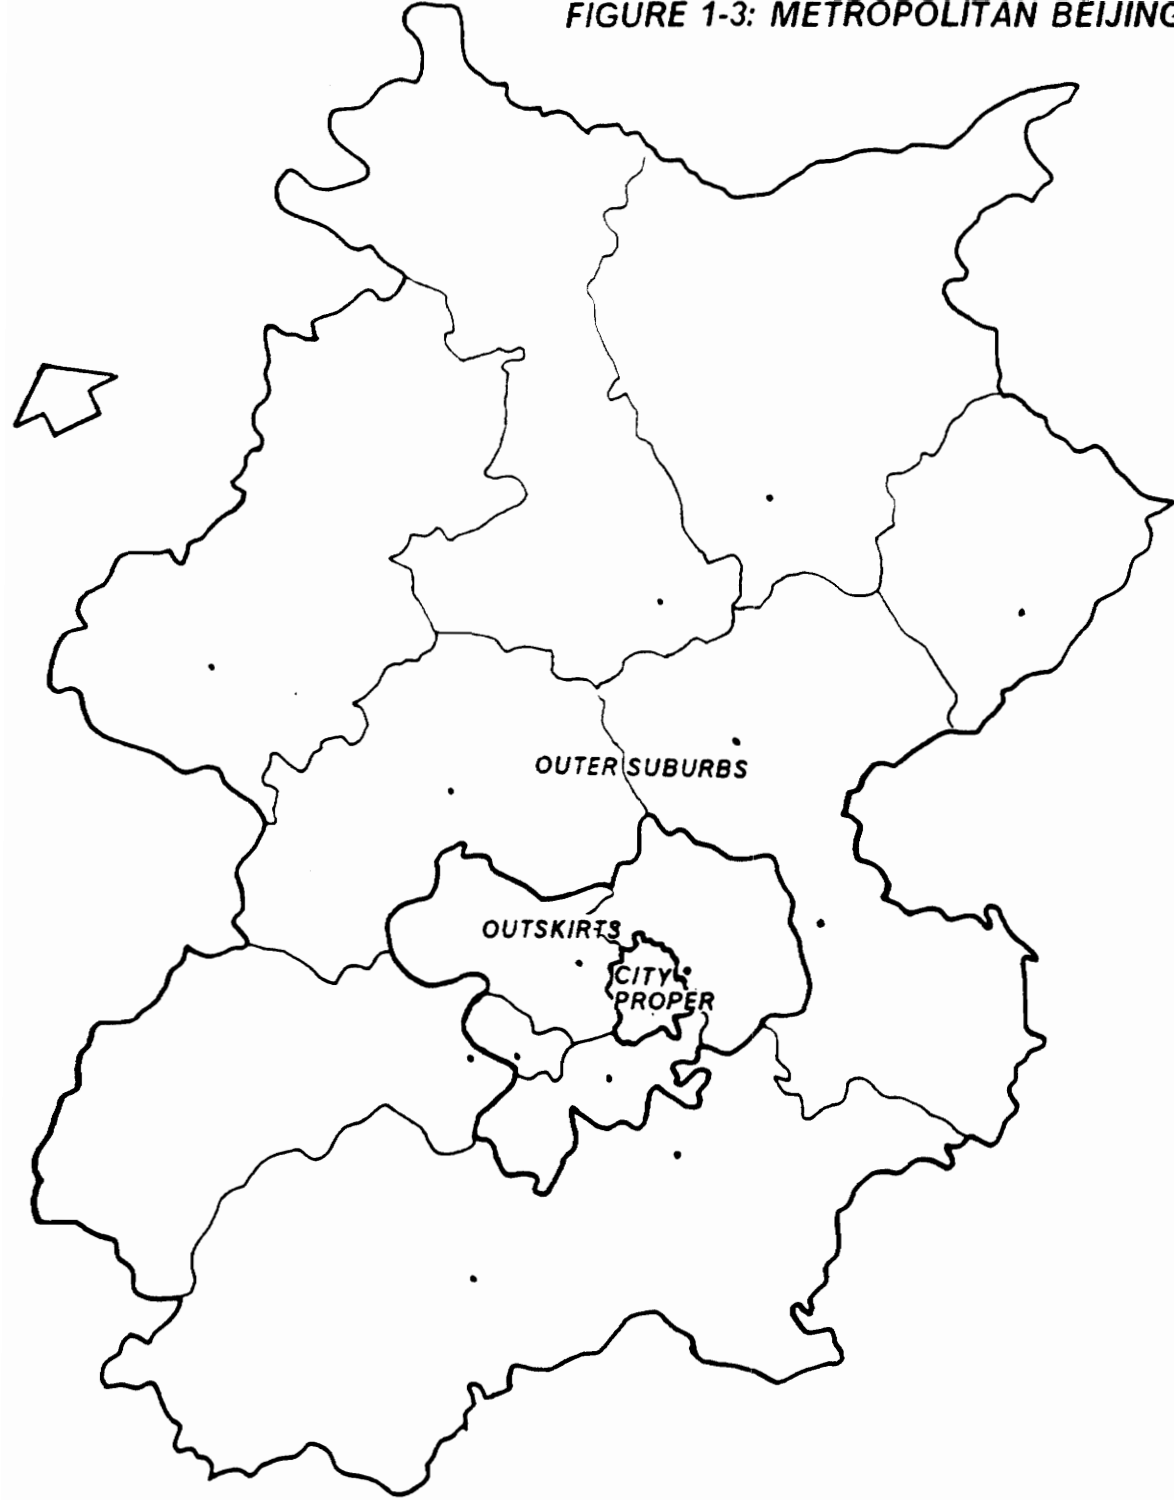 FIGURE 1-3: METROPOLITAN BEIJING
OUTER SUBURBS
OUTSKIRTS
CITY
PROPER